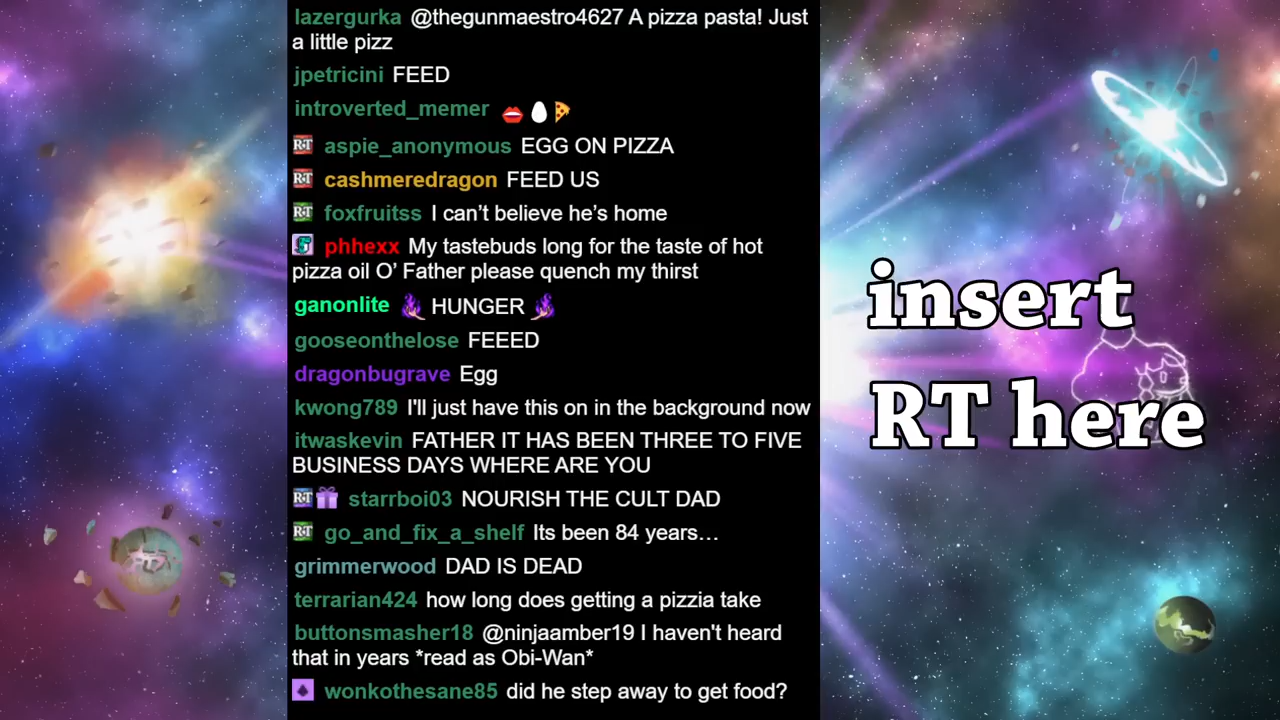 lazergurka @thegunmaestro4627 A pizza pasta! Just
a little pizz
jpetricini FEED
introverted_memer 🫦🥚🍕
RT aspie_anonymous EGG ON PIZZA
RT cashmeredragon FEED US
RT foxfruitss I can’t believe he’s home
phhexx My tastebuds long for the taste of hot
pizza oil O’ Father please quench my thirst
ganonlite HUNGER
gooseonthelose FEEED
dragonbugrave Egg
kwong789 I'll just have this on in the background now
itwaskevin FATHER IT HAS BEEN THREE TO FIVE
BUSINESS DAYS WHERE ARE YOU
RT starrboi03 NOURISH THE CULT DAD
RT go_and_fix_a_shelf Its been 84 years…
grimmerwood DAD IS DEAD
terrarian424 how long does getting a pizzia take
buttonsmasher18 @ninjaamber19 I haven't heard
that in years *read as Obi-Wan*
wonkothesane85 did he step away to get food?
insert
RT here